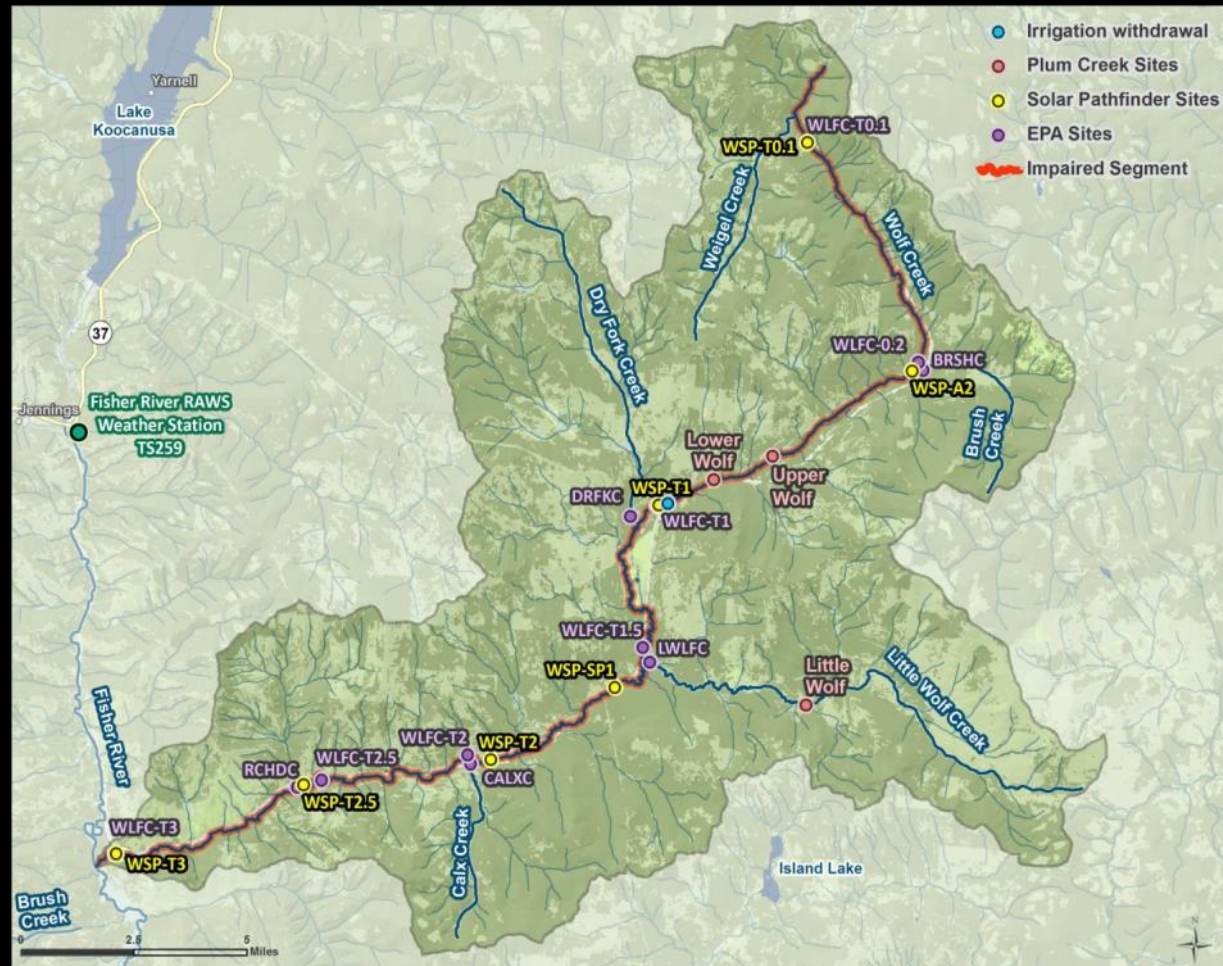 Irrigation withdrawal
Plum Creek Sites
Solar Pathfinder Sites
EPA Sites
Impaired Segment
Yarnell
Lake
Koocanusa
37
Jennings
Fisher River RAWS
Weather Station
TS259
WLFC-T0.1
WSP-T0.1
Weigel Creek
Wolf Creek
Dry Fork Creek
WLFC-0.2
BRSHC
WSP-A2
Brush
Creek
Lower
Wolf
Upper
Wolf
WSP-T1
DRFKC
WLFC-T1
WLFC-T1.5
LWLFC
WSP-SP1
Little
Wolf
Little Wolf Creek
WLFC-T2
WSP-T2
CALXC
WLFC-T2.5
RCHDC
WSP-T2.5
Fisher River
WLFC-T3
WSP-T3
Calx Creek
Island Lake
Brush
Creek
0 2.5 5
Miles
N